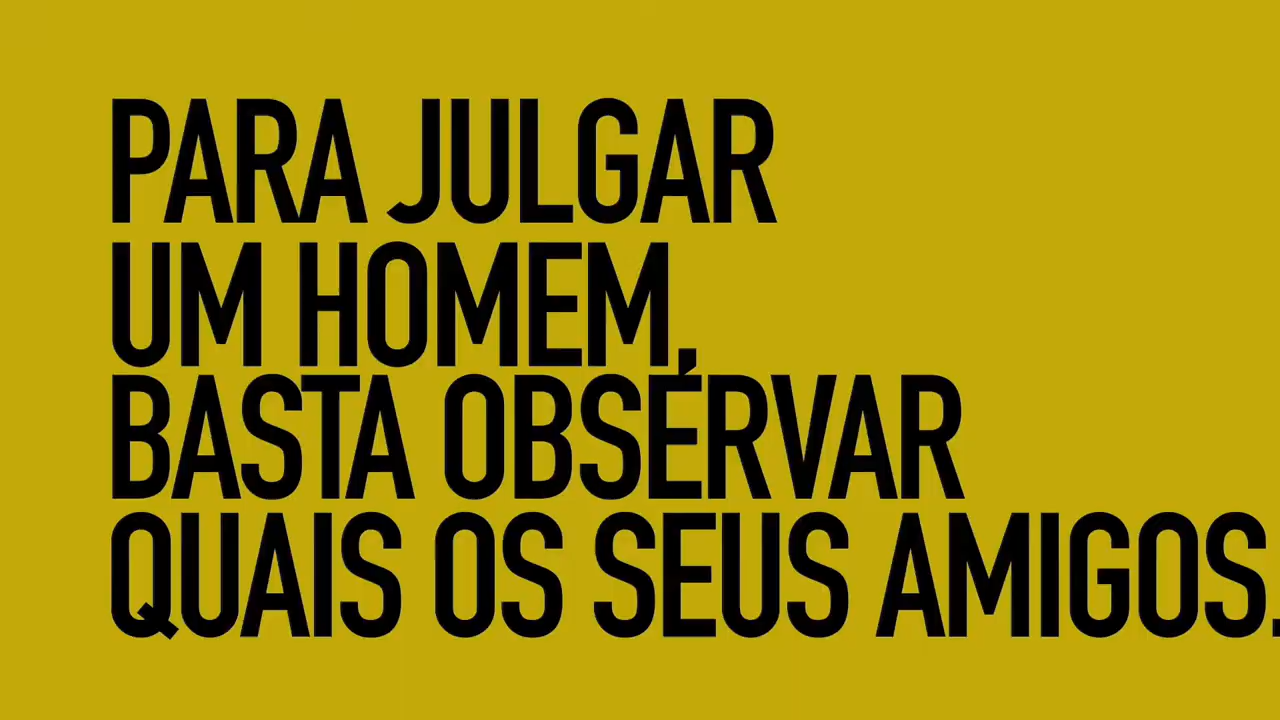 PARA JULGAR
UM HOMEM,
BASTA OBSERVAR
QUAIS OS SEUS AMIGOS.